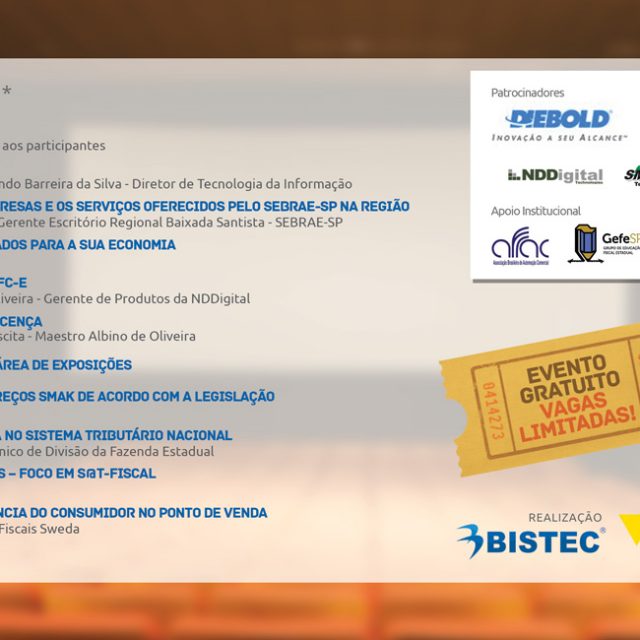 *
aos participantes
ndo Barreira da Silva - Diretor de Tecnologia da Informação
RESAS E OS SERVIÇOS OFERECIDOS PELO SEBRAE-SP NA REGIÃO
Gerente Escritório Regional Baixada Santista - SEBRAE-SP
ADOS PARA A SUA ECONOMIA
FC-E
liveira - Gerente de Produtos da NDDigital
CENÇA
scita - Maestro Albino de Oliveira
ÁREA DE EXPOSIÇÕES
REÇOS SMAK DE ACORDO COM A LEGISLAÇÃO
A NO SISTEMA TRIBUTÁRIO NACIONAL
nico de Divisão da Fazenda Estadual
S – FOCO EM S@T-FISCAL
NCIA DO CONSUMIDOR NO PONTO DE VENDA
Fiscais Sweda
Patrocinadores
DIEBOLD
INOVAÇÃO A SEU ALCANCE™
NDDigital
Technologies
Apoio Institucional
afrac
Associação Brasileira de Automação Comercial
GefeSP
GRUPO DE EDUCAÇÃ
FISCAL ESTADUAL
0414273
EVENTO
GRATUITO
VAGAS
LIMITADAS!
REALIZAÇÃO
BISTEC®